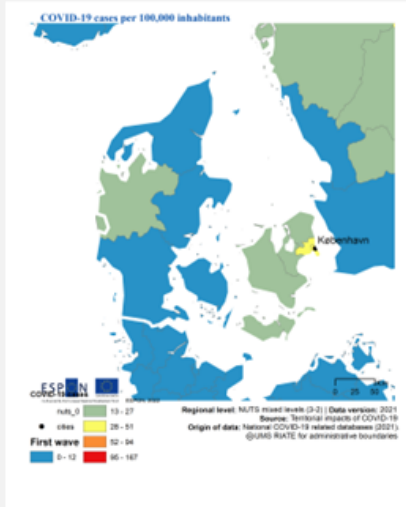 COVID-19 cases per 100,000 inhabitants
København
ESPON
nuts_0
cities
First wave
0 - 12
13 - 27
28 - 51
52 - 94
95 - 167
0 25
Regional level: NUTS mixed levels (3-2) | Data version: 2021
Source: Territorial impacts of COVID-19
Origin of data: National COVID-19 related databases (2021)
@UMS RIATE for administrative boundaries